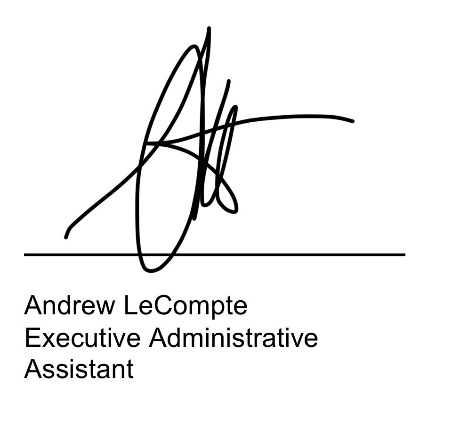 Andrew LeCompte
Executive Administrative
Assistant